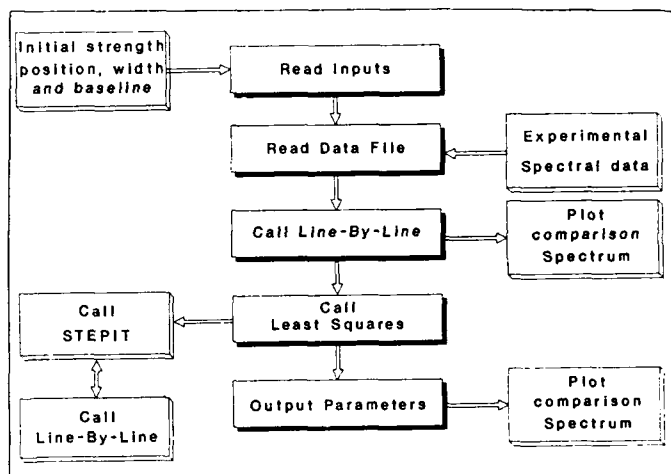 Initial strength
position, width
and baseline
Read Inputs
Read Data File
Experimental
Spectral data
Call Line-By-Line
Plot
comparison
Spectrum
Call
Least Squares
Call
STEPIT
Call
Line-By-Line
Output Parameters
Plot
comparison
Spectrum